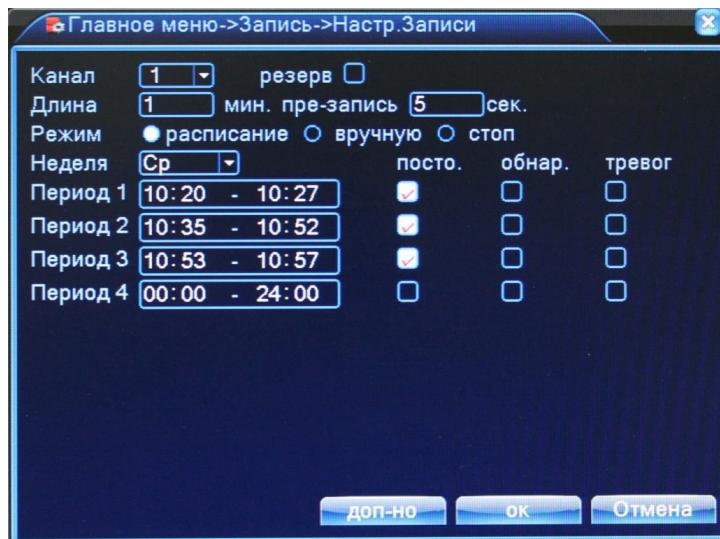 Главное меню->Запись->Настр.Записи
Канал 1 резерв
Длина 1 мин. пре-запись 5 сек.
Режим расписание вручную стоп
Неделя Ср посто. обнар. тревог
Период 1 10:20 - 10:27
Период 2 10:35 - 10:52
Период 3 10:53 - 10:57
Период 4 00:00 - 24:00
доп-но ок Отмена